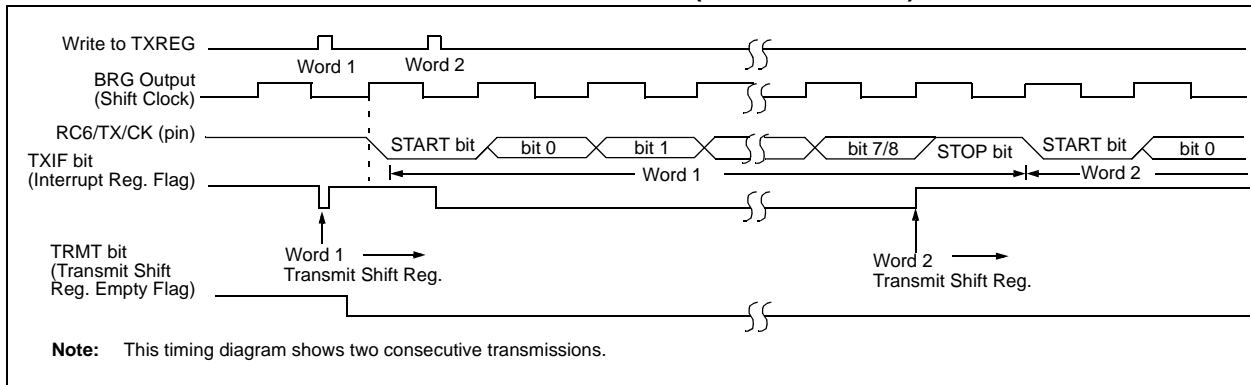 Write to TXREG
Word 1
Word 2
BRG Output
(Shift Clock)
RC6/TX/CK (pin)
START bit
bit 0
bit 1
bit 7/8
STOP bit
START bit
bit 0
TXIF bit
(Interrupt Reg. Flag)
Word 1
Word 2
Word 1
Transmit Shift Reg.
Word 2
Transmit Shift Reg.
TRMT bit
(Transmit Shift
Reg. Empty Flag)
Note: This timing diagram shows two consecutive transmissions.